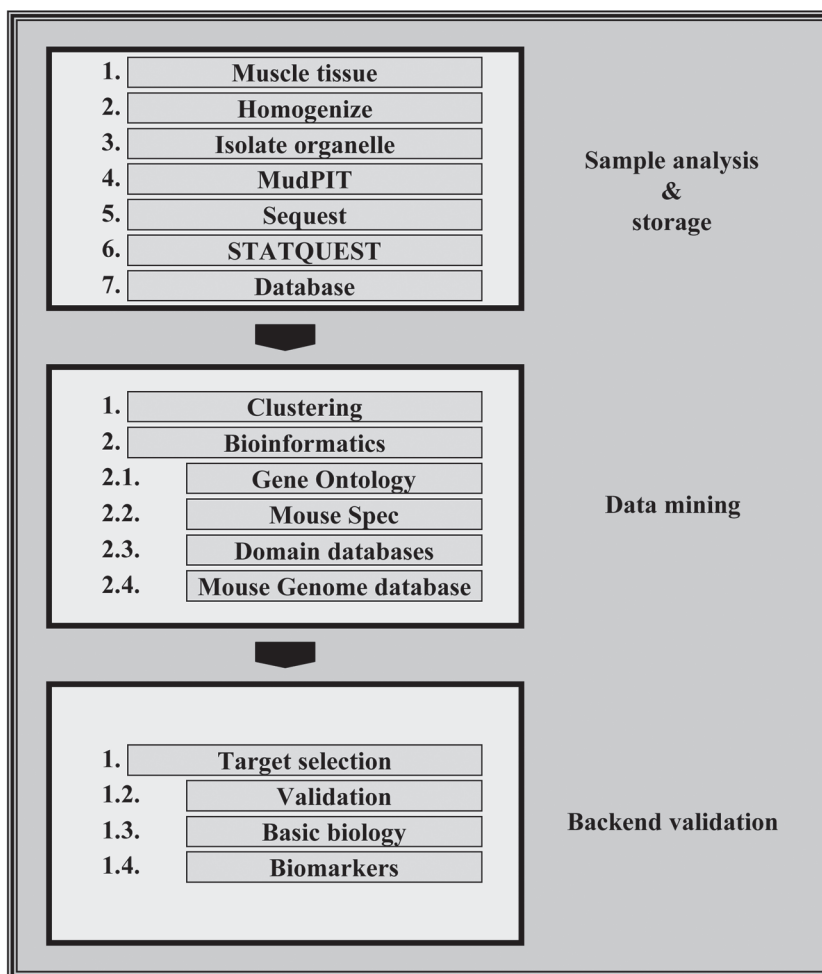 1. Muscle tissue
2. Homogenize
3. Isolate organelle
4. MudPIT
5. Sequest
6. STATQUEST
7. Database
Sample analysis
&
storage
1. Clustering
2. Bioinformatics
2.1. Gene Ontology
2.2. Mouse Spec
2.3. Domain databases
2.4. Mouse Genome database
Data mining
1. Target selection
1.2. Validation
1.3. Basic biology
1.4. Biomarkers
Backend validation